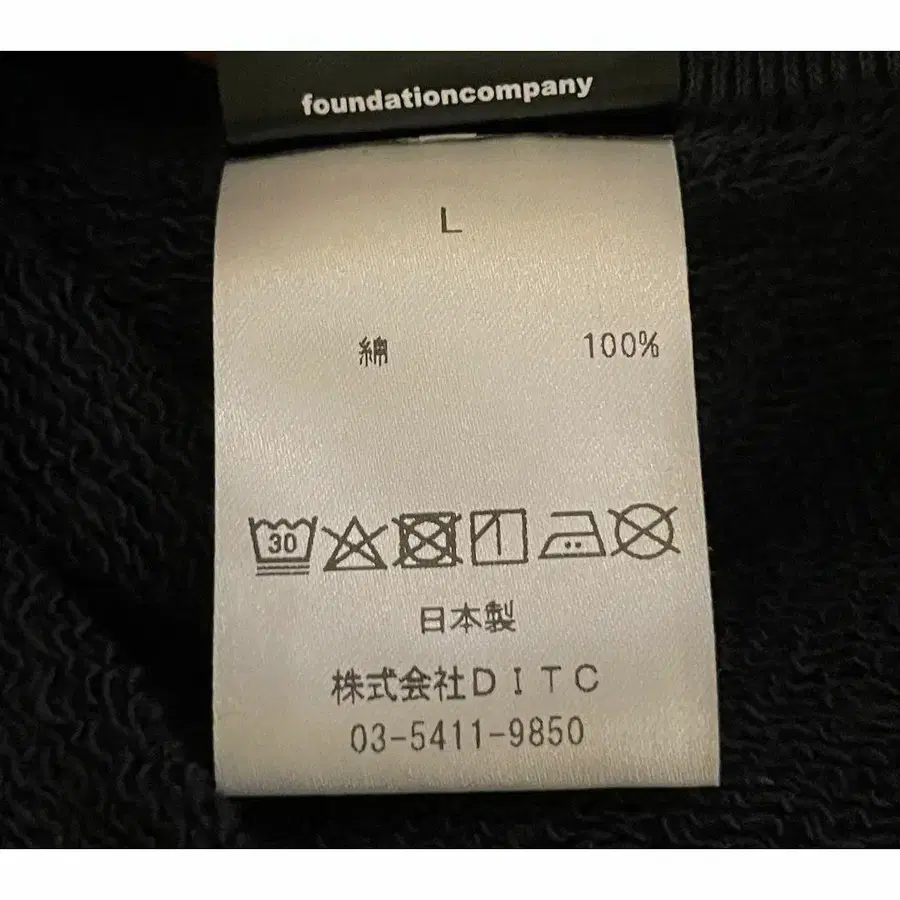 foundationcompany
L
綿 100%
30
日本製
株式会社DITC
03-5411-9850